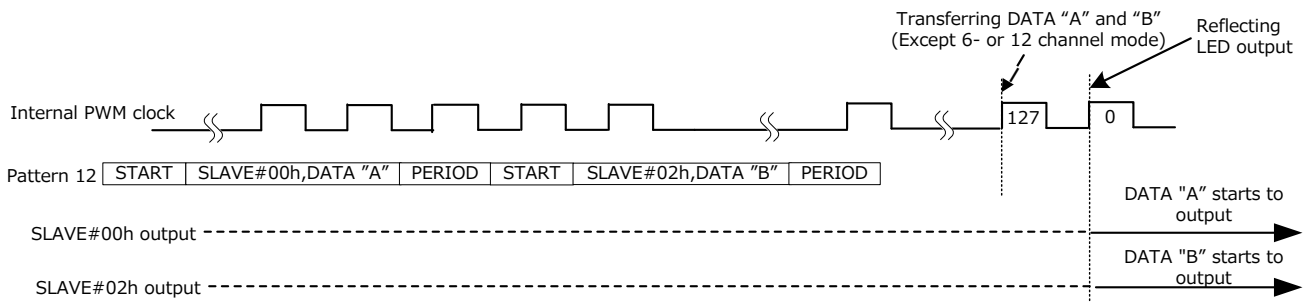 Transferring DATA “A” and “B”
(Except 6- or 12 channel mode)
Reflecting
LED output
Internal PWM clock
127
0
Pattern 12
START
SLAVE#00h,DATA ”A”
PERIOD
START
SLAVE#02h,DATA ”B”
PERIOD
DATA "A" starts to
output
SLAVE#00h output
DATA "B" starts to
output
SLAVE#02h output